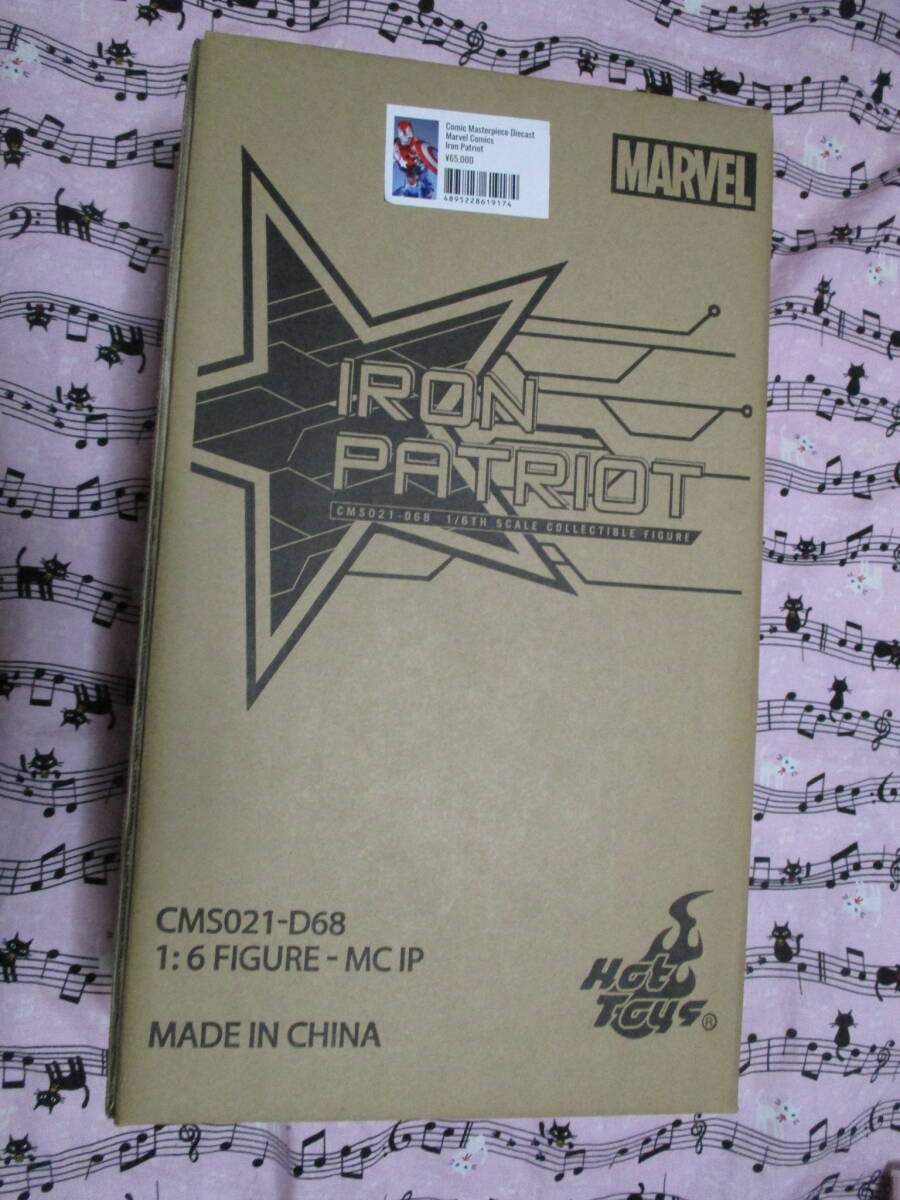 Comic Masterpiece Diecast
Marvel Comics
Iron Patriot
¥65,000
4895228619174
MARVEL
IRON
PATRIOT
CMS021-D68 1/6TH SCALE COLLECTIBLE FIGURE
CMS021-D68
1:6 FIGURE - MC IP
MADE IN CHINA
Hot
Toys®